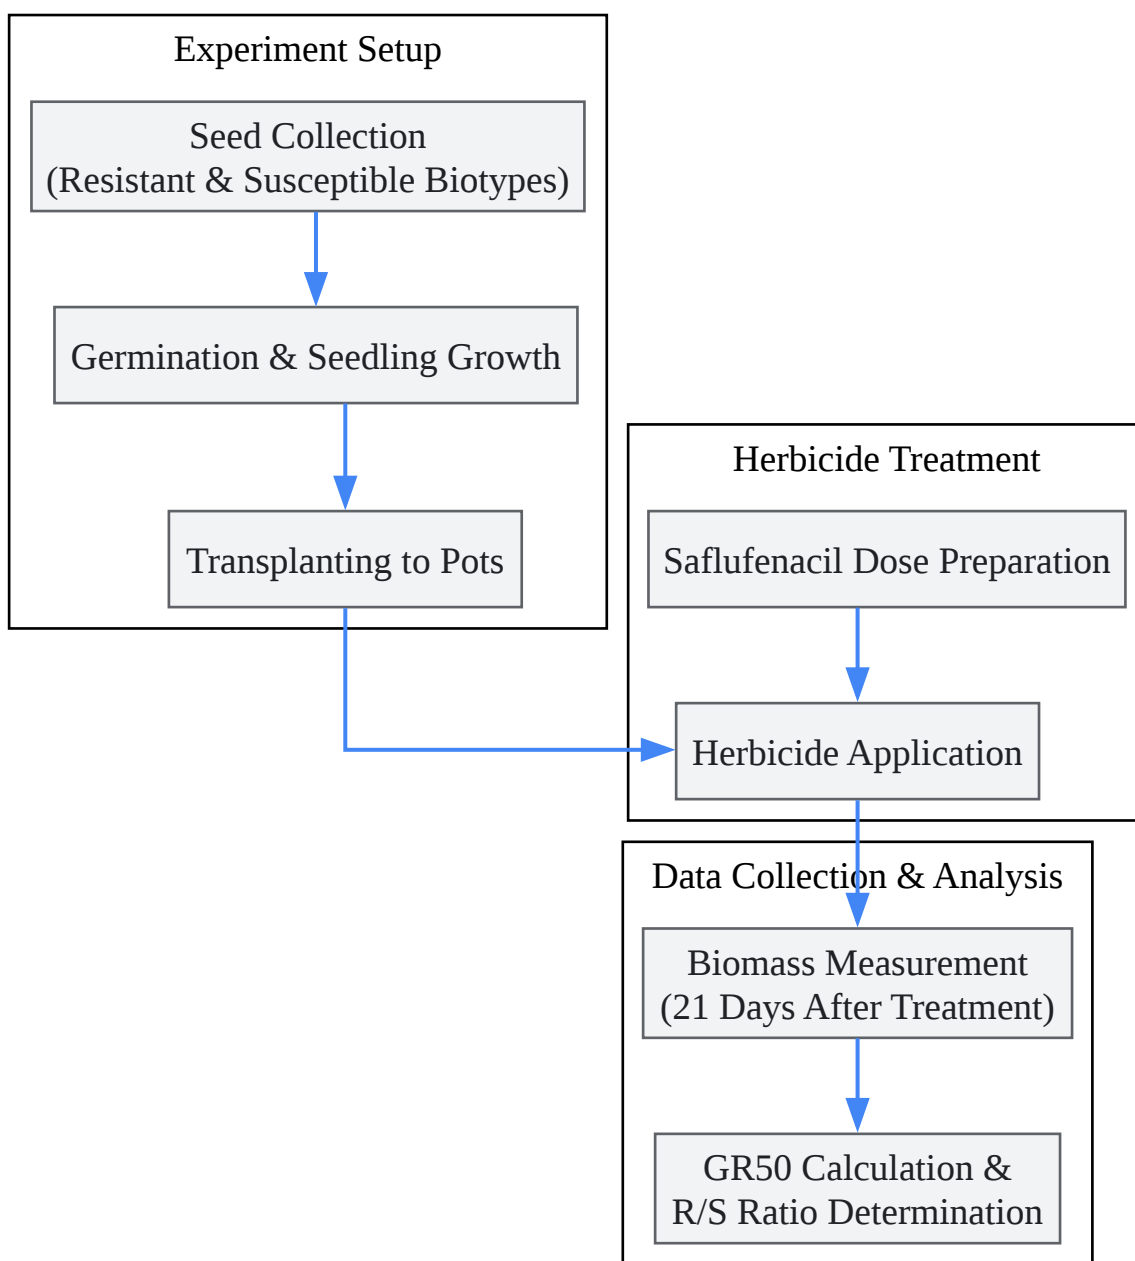 Experiment Setup
Seed Collection
(Resistant & Susceptible Biotypes)
Germination & Seedling Growth
Transplanting to Pots
Herbicide Treatment
Saflufenacil Dose Preparation
Herbicide Application
Data Collection & Analysis
Biomass Measurement
(21 Days After Treatment)
GR50 Calculation &
R/S Ratio Determination